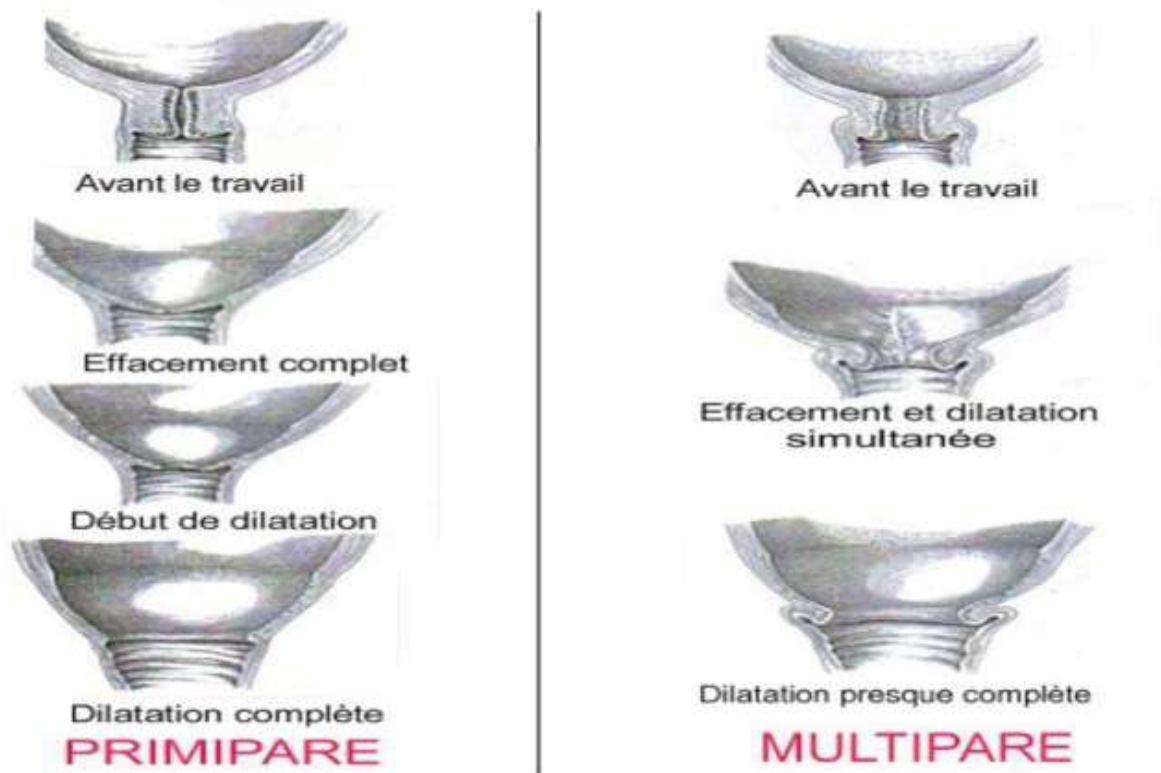 Avant le travail
Effacement complet
Début de dilatation
Dilatation complète
PRIMIPARE
Avant le travail
Effacement et dilatation
simultanée
Dilatation presque complète
MULTIPARE